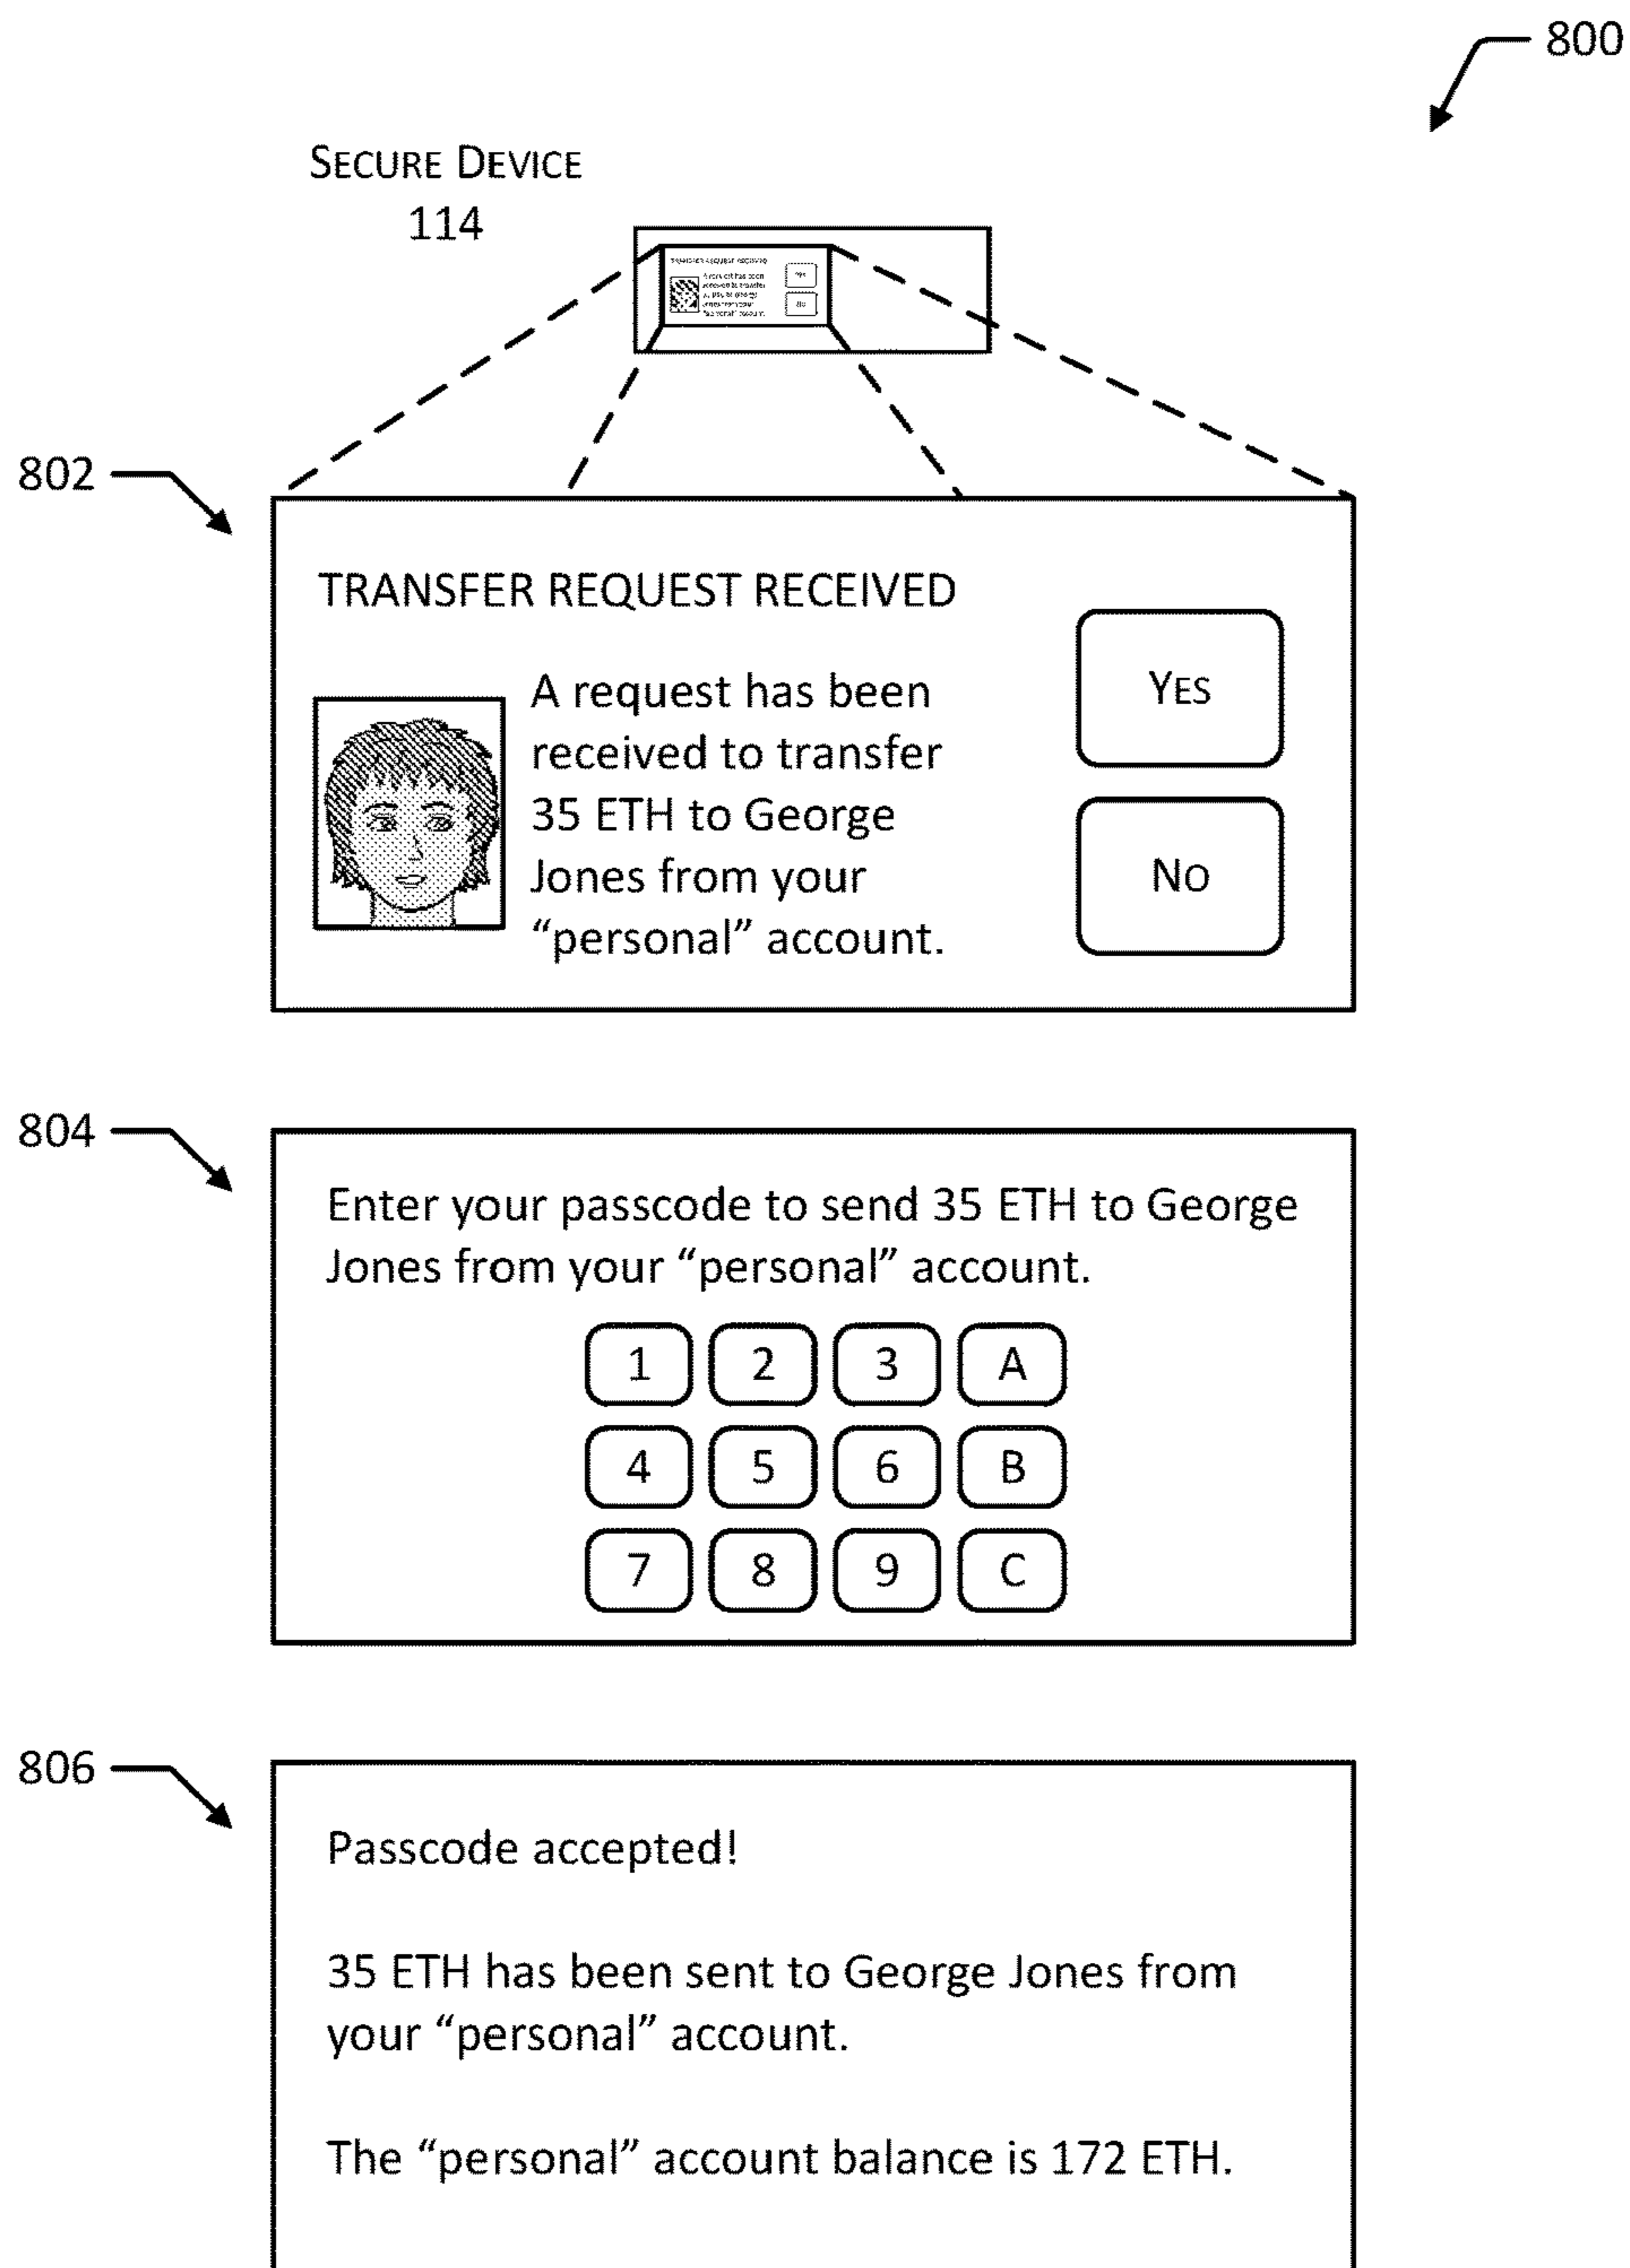 800
SECURE DEVICE
114
802
TRANSFER REQUEST RECEIVED
A request has been
received to transfer
35 ETH to George
Jones from your
“personal” account.
YES
NO
804
Enter your passcode to send 35 ETH to George
Jones from your “personal” account.
1 2 3 A
4 5 6 B
7 8 9 C
806
Passcode accepted!
35 ETH has been sent to George Jones from
your “personal” account.
The “personal” account balance is 172 ETH.